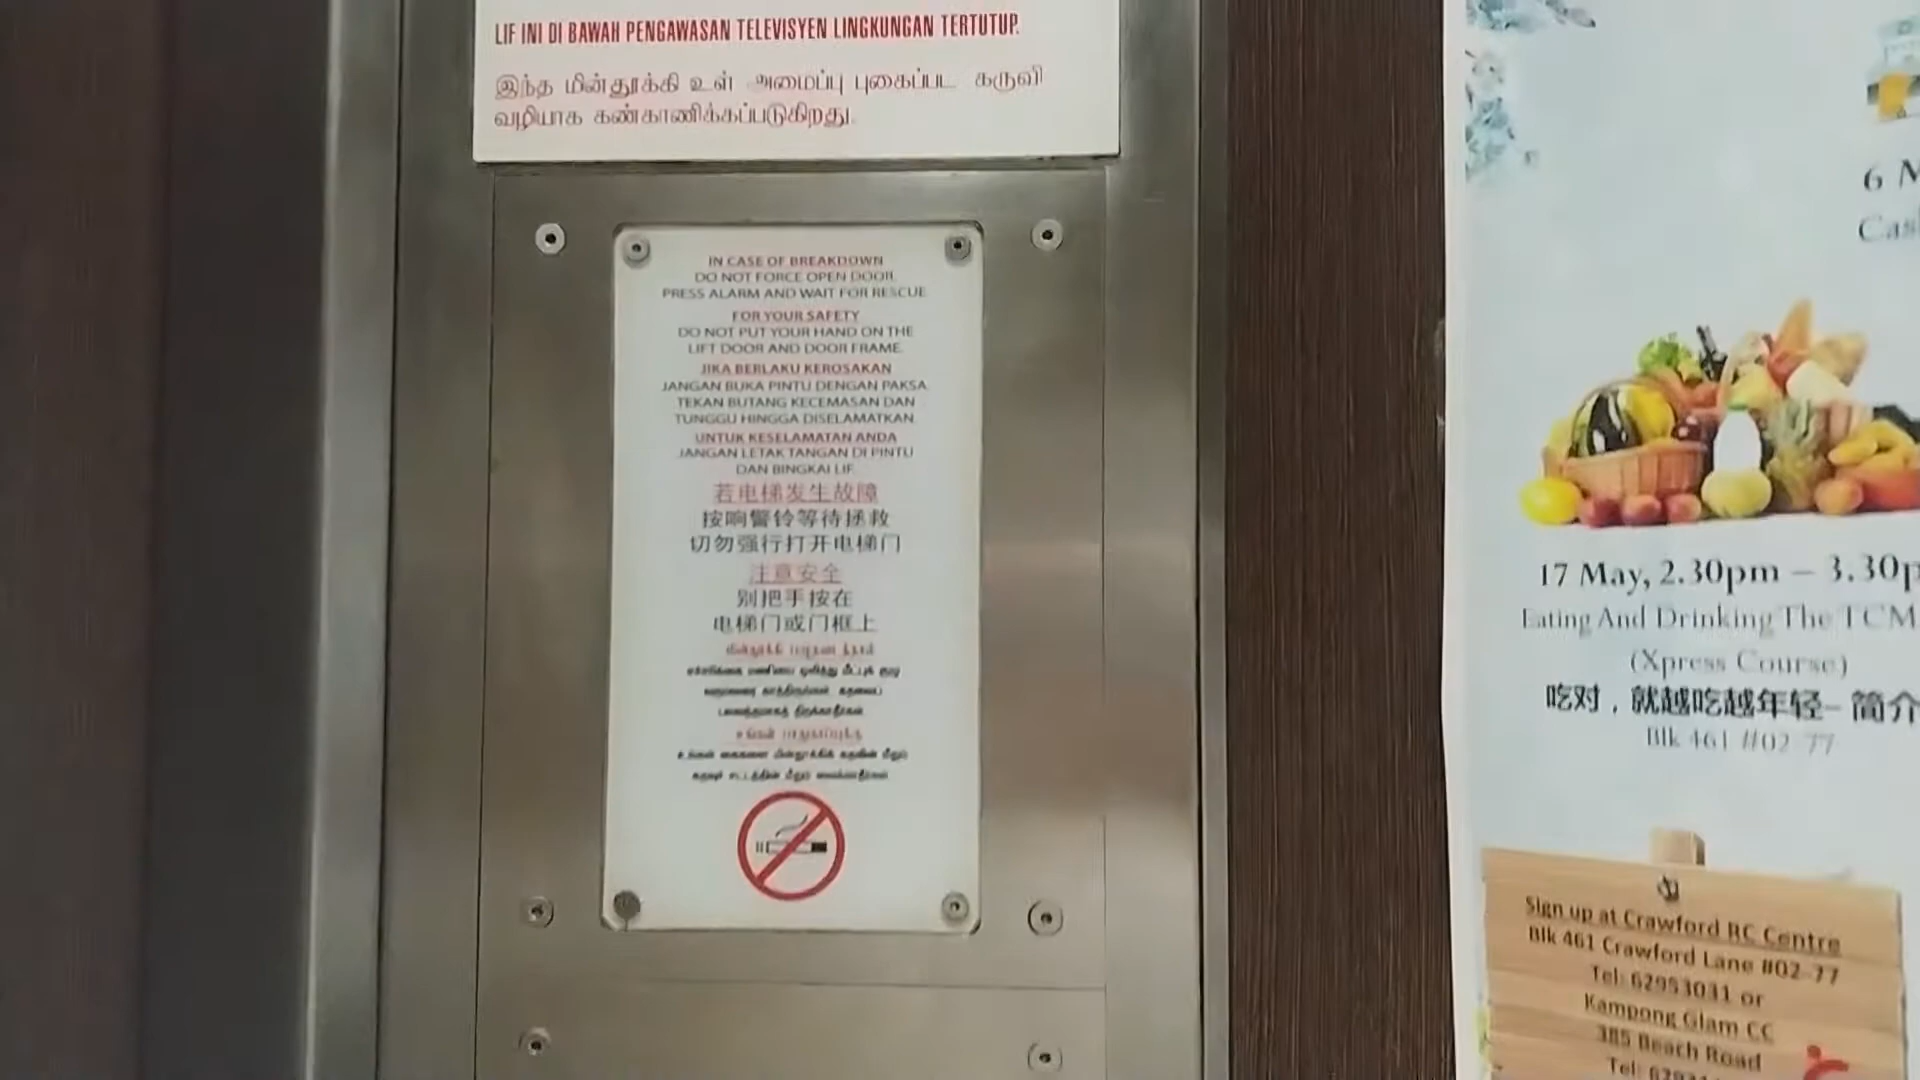 LIF INI DI BAWAH PENGAWASAN TELEVISYEN LINGKUNGAN TERTUTUP.
இந்த மின்தூக்கி உள் அமைப்பு புகைப்பட கருவி
வழியாக கண்காணிக்கப்படுகிறது.
IN CASE OF BREAKDOWN
DO NOT FORCE OPEN DOOR.
PRESS ALARM AND WAIT FOR RESCUE
FOR YOUR SAFETY
DO NOT PUT YOUR HAND ON THE
LIFT DOOR AND DOOR FRAME.
JIKA BERLAKU KEROSAKAN
JANGAN BUKA PINTU DENGAN PAKSA
TEKAN BUTANG KECEMASAN DAN
TUNGGU HINGGA DISELAMATKAN.
UNTUK KESELAMATAN ANDA
JANGAN LETAK TANGAN DI PINTU
DAN BINGKAI LIF.
若电梯发生故障
按响警铃等待拯救
切勿强行打开电梯门
注意安全
别把手按在
电梯门或门框上
6 M
Cas
17 May, 2.30pm – 3.30p
Eating And Drinking The TCM
(Xpress Course)
吃对，就越吃越年轻– 简介
Blk 461 #02-77
Sign up at Crawford RC Centre
Blk 461 Crawford Lane #02-77
Tel: 62953031 or
Kampong Glam CC
385 Beach Road
Tel: